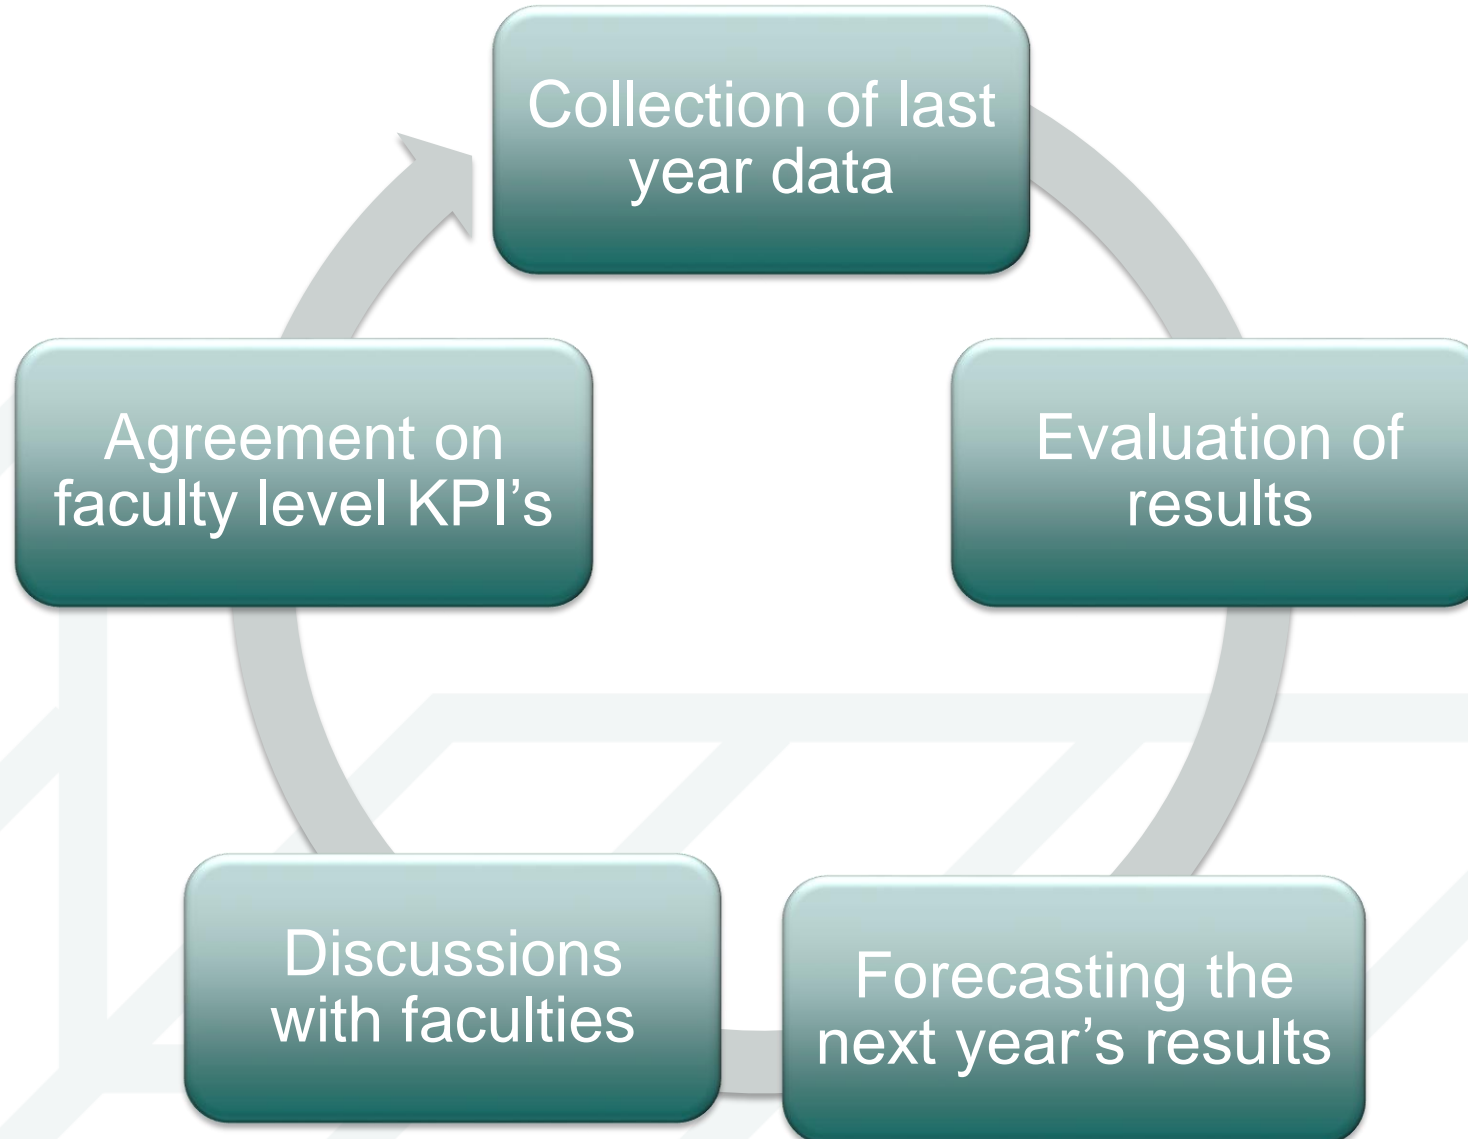 Collection of last
year data
Evaluation of
results
Forecasting the
next year’s results
Discussions
with faculties
Agreement on
faculty level KPI’s